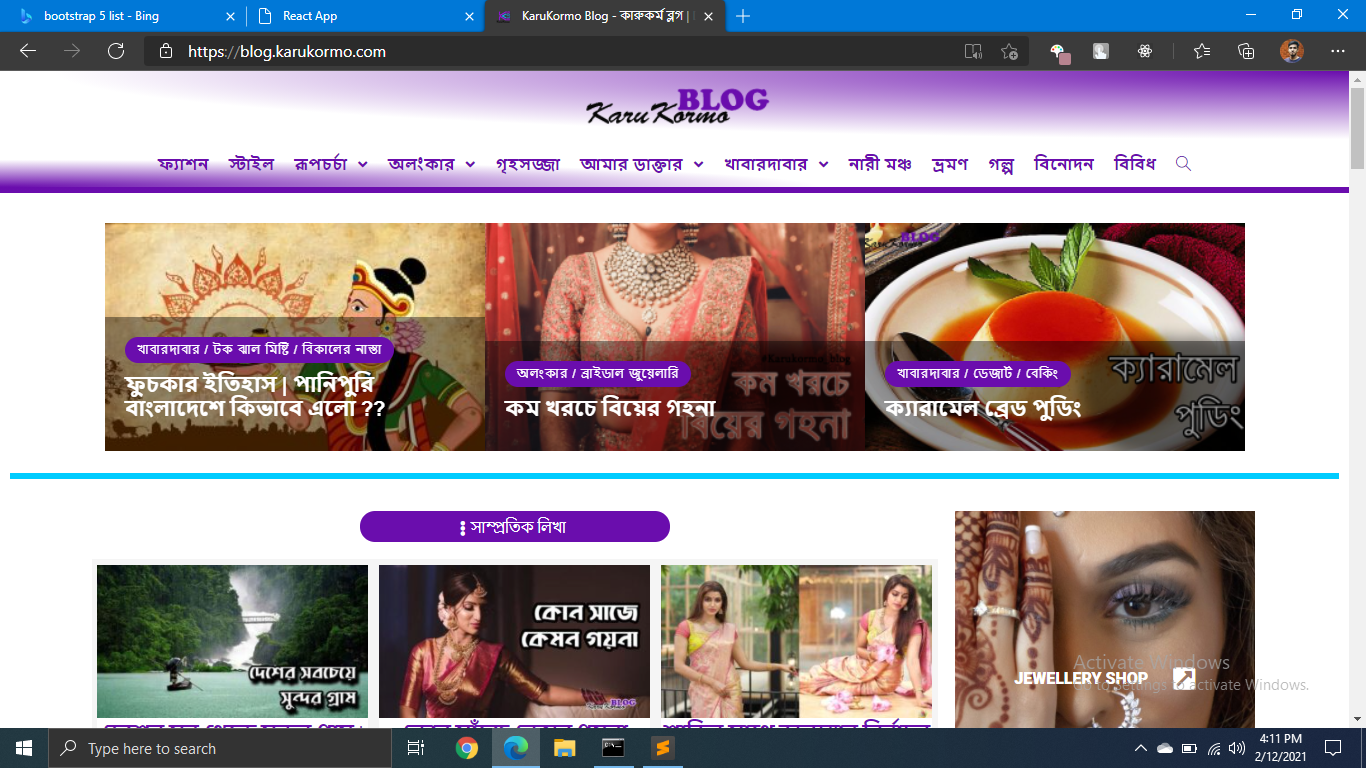 bootstrap 5 list - Bing
React App
KaruKormo Blog - কারুকর্ম ব্লগ |
https://blog.karukormo.com
BLOG
KaruKormo
ফ্যাশন স্টাইল রূপচর্চা অলংকার গৃহসজ্জা আমার ডাক্তার খাবারদাবার নারী মঞ্চ ভ্রমণ গল্প বিনোদন বিবিধ
খাবারদাবার / টক ঝাল মিষ্টি / বিকালের নাস্তা
ফুচকার ইতিহাস | পানিপুরি
বাংলাদেশে কিভাবে এলো ??
#Karukormo_blog
কম খরচে
বিয়ের গহনা
অলংকার / ব্রাইডাল জুয়েলারি
কম খরচে বিয়ের গহনা
BLOG
KaruKormo
ক্যারামেল
পুডিং
খাবারদাবার / ডেজার্ট / বেকিং
ক্যারামেল ব্রেড পুডিং
সাম্প্রতিক লিখা
দেশের সবচেয়ে
সুন্দর গ্রাম
কোন সাজে
কেমন গয়না
BLOG
JEWELLERY SHOP
Activate Windows
Go to Settings to activate Windows.
Type here to search
4:11 PM
2/12/2021